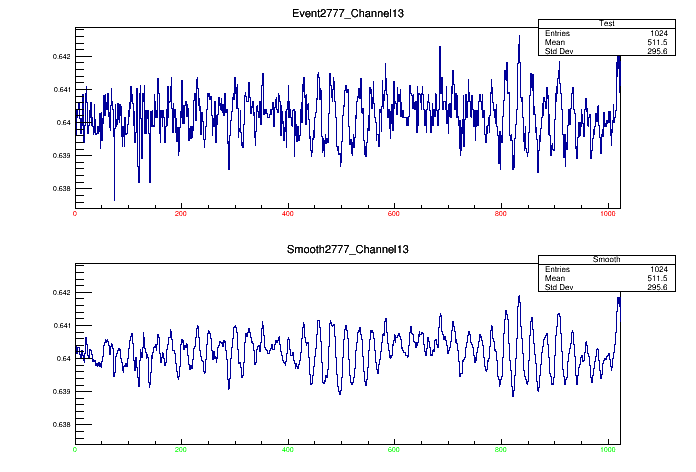 Event2777_Channel13
Test
Entries 1024
Mean 511.5
Std Dev 295.6
0.642
0.641
0.64
0.639
0.638
0 200 400 600 800 1000
Smooth2777_Channel13
Smooth
Entries 1024
Mean 511.5
Std Dev 295.6
0.642
0.641
0.64
0.639
0.638
0 200 400 600 800 1000